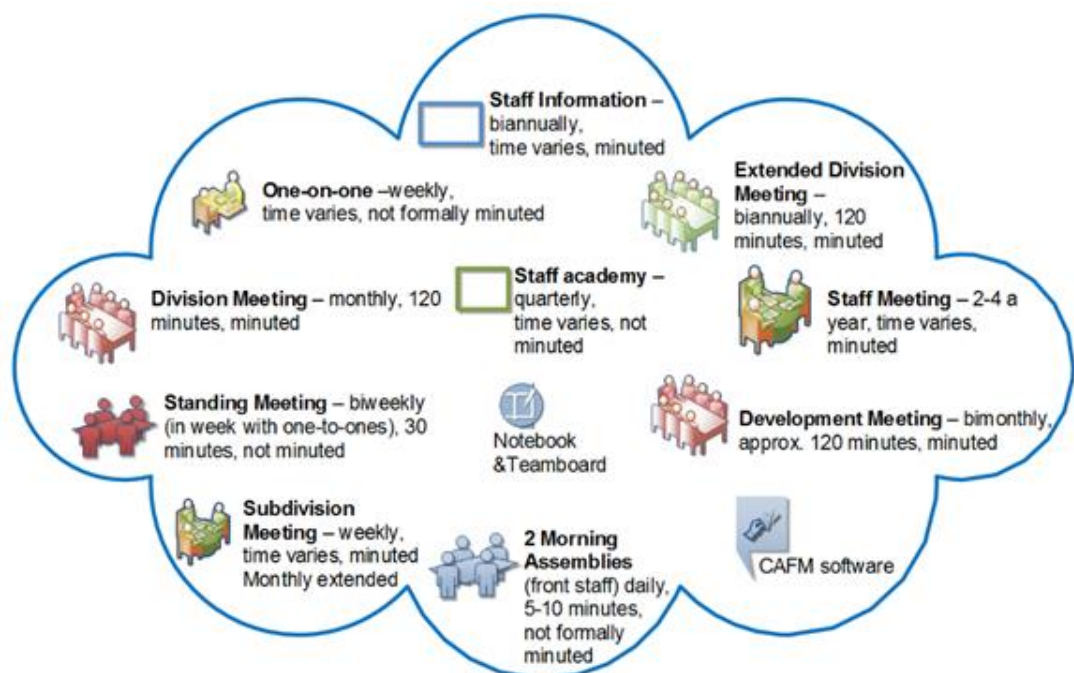 Staff Information –
biannually,
time varies, minuted
One-on-one –weekly,
time varies, not formally minuted
Extended Division
Meeting –
biannually, 120
minutes, minuted
Division Meeting – monthly, 120
minutes, minuted
Staff academy –
quarterly,
time varies, not
minuted
Staff Meeting – 2-4 a
year, time varies,
minuted
Standing Meeting – biweekly
(in week with one-to-ones), 30
minutes, not minuted
Notebook
&Teamboard
Development Meeting – bimonthly,
approx. 120 minutes, minuted
Subdivision
Meeting – weekly,
time varies, minuted
Monthly extended
2 Morning
Assemblies
(front staff) daily,
5-10 minutes,
not formally
minuted
CAFM software